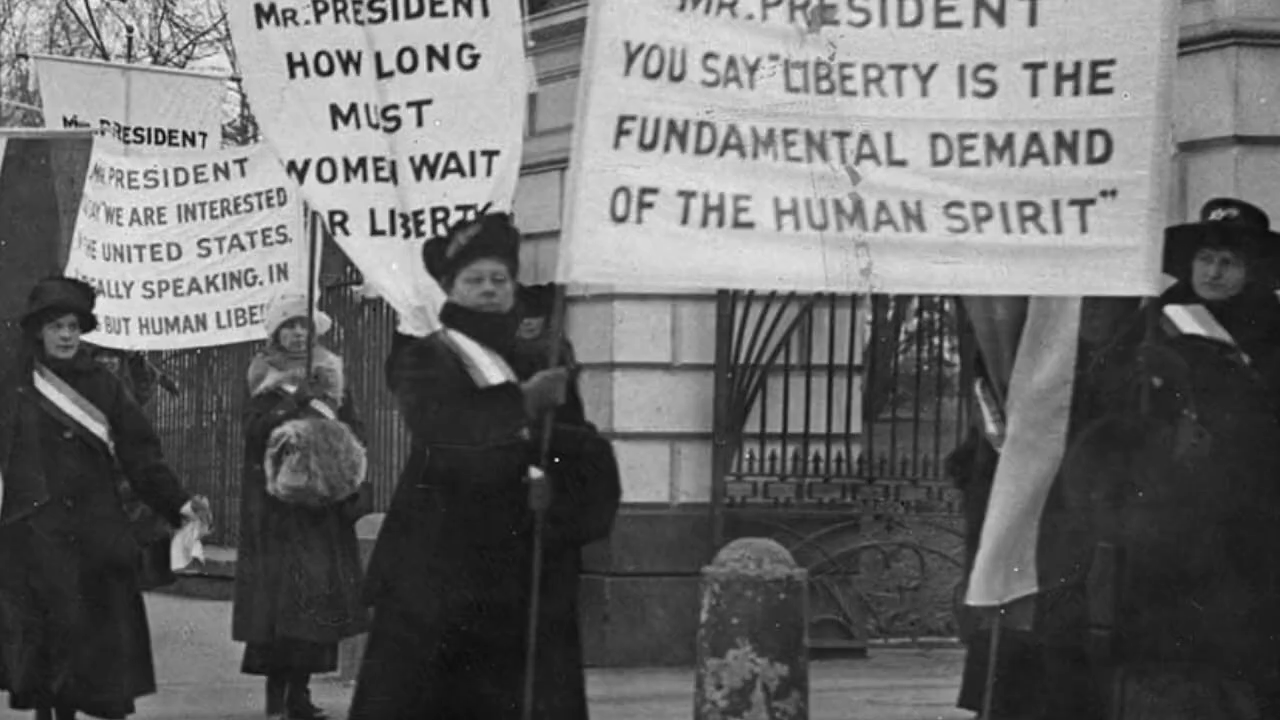 MR. PRESIDENT
MR. PRESIDENT
"WE ARE INTERESTED
UNITED STATES,
SPEAKING, IN
BUT HUMAN
MR. PRESIDENT
HOW LONG
MUST
WOMEN WAIT
LIBERTY
MR. PRESIDENT
YOU SAY "LIBERTY IS THE
FUNDAMENTAL DEMAND
OF THE HUMAN SPIRIT"